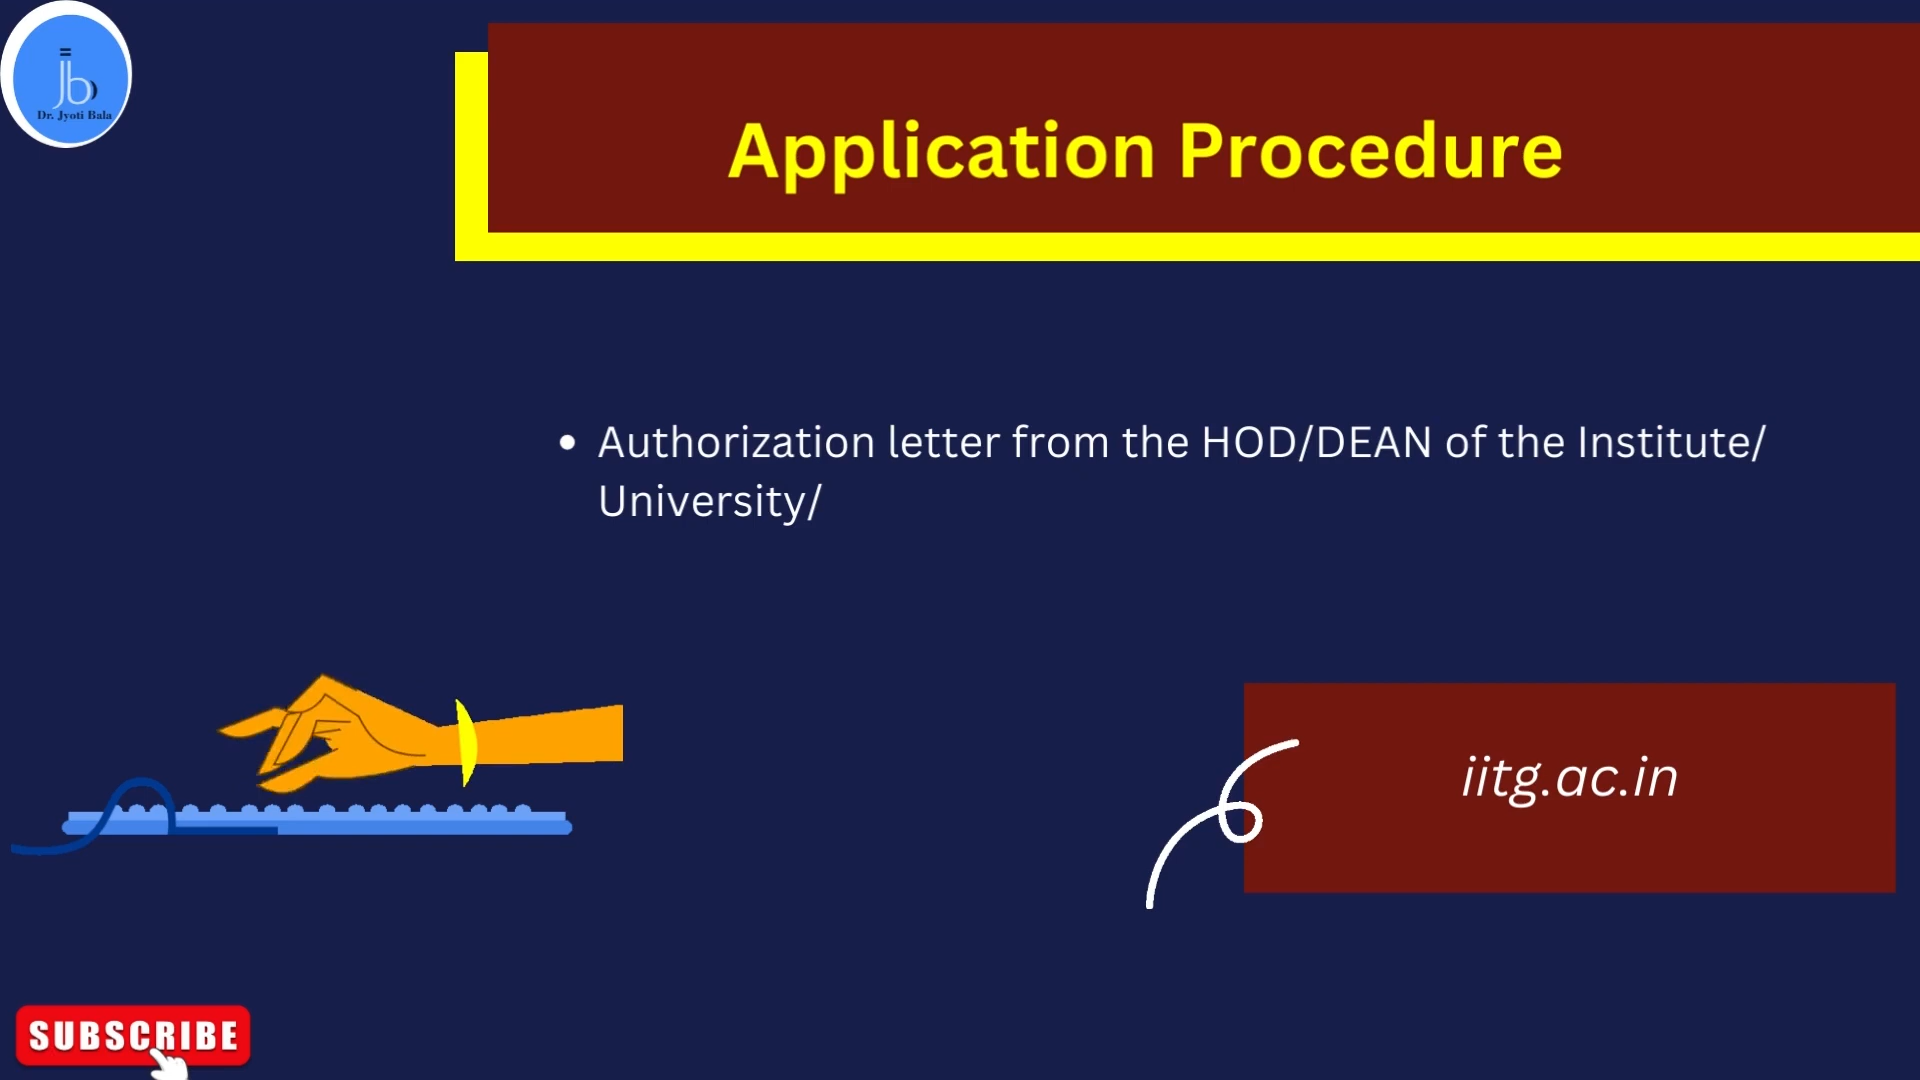 jb
Dr. Jyoti Bala
Application Procedure
• Authorization letter from the HOD/DEAN of the Institute/
University/
iitg.ac.in
SUBSCRIBE